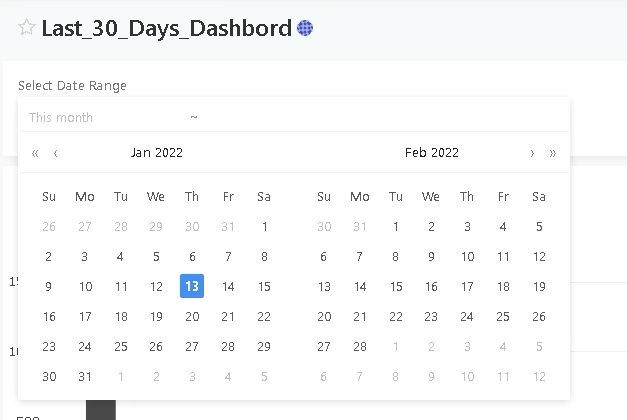 Last_30_Days_Dashbord
Select Date Range
This month ~
« ‹ Jan 2022 Feb 2022 › »
Su Mo Tu We Th Fr Sa Su Mo Tu We Th Fr Sa
26 27 28 29 30 31 1 30 31 1 2 3 4 5
2 3 4 5 6 7 8 6 7 8 9 10 11 12
9 10 11 12 13 14 15 13 14 15 16 17 18 19
16 17 18 19 20 21 22 20 21 22 23 24 25 26
23 24 25 26 27 28 29 27 28 1 2 3 4 5
30 31 1 2 3 4 5 6 7 8 9 10 11 12